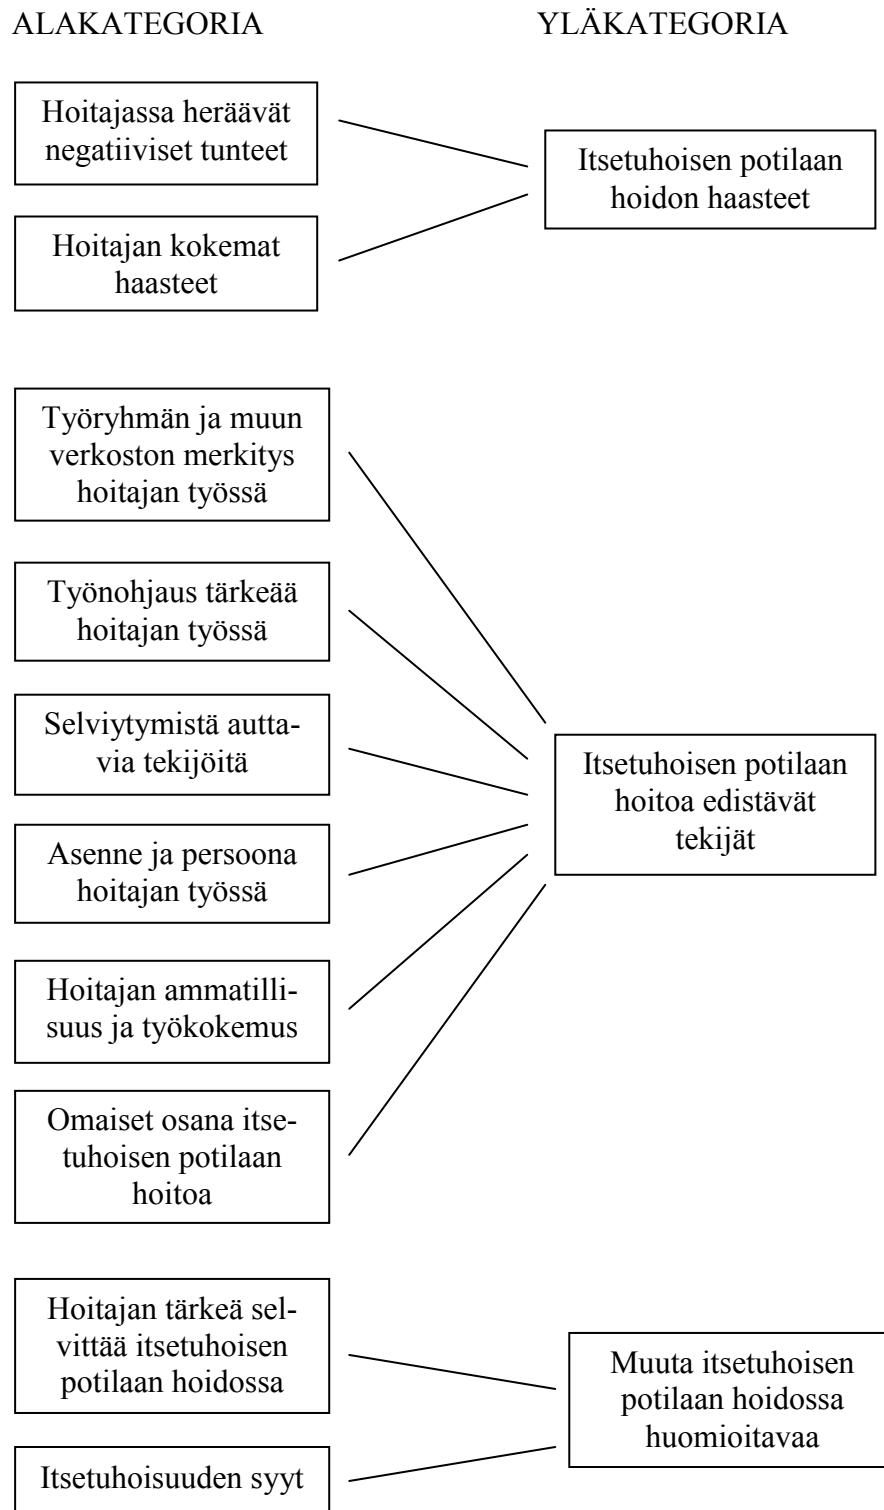 ALAKATEGORIA
YLÄKATEGORIA
Hoitajassa heräävät
negatiiviset tunteet
Itsetuhoisen potilaan
hoidon haasteet
Hoitajan kokemat
haasteet
Työryhmän ja muun
verkoston merkitys
hoitajan työssä
Työnohjaus tärkeää
hoitajan työssä
Selviytymistä autta-
via tekijöitä
Asenne ja persoona
hoitajan työssä
Hoitajan ammatilli-
suus ja työkokemus
Omaiset osana itse-
tuhoisen potilaan
hoitoa
Itsetuhoisen potilaan
hoitoa edistävät
tekijät
Hoitajan tärkeä sel-
vittää itsetuhoisen
potilaan hoidossa
Itsetuhoisuuden syyt
Muuta itsetuhoisen
potilaan hoidossa
huomioitavaa